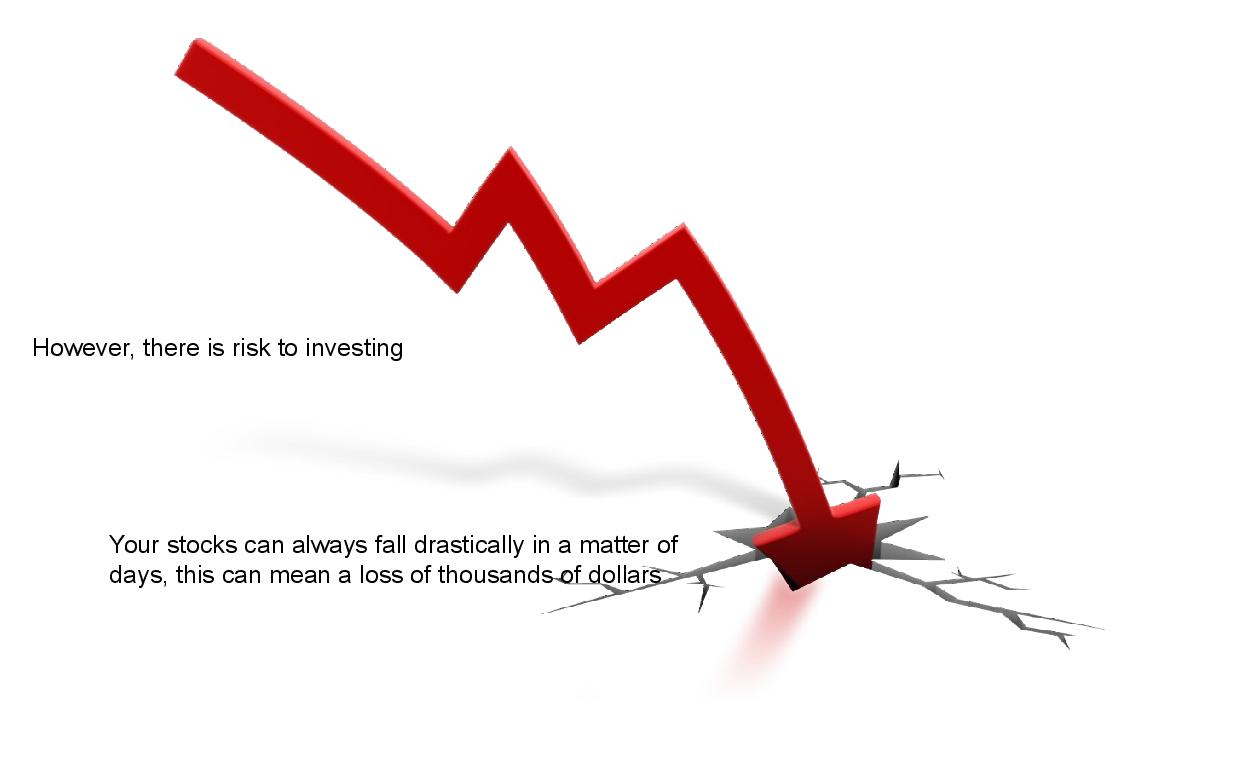 However, there is risk to investing
Your stocks can always fall drastically in a matter of
days, this can mean a loss of thousands of dollars